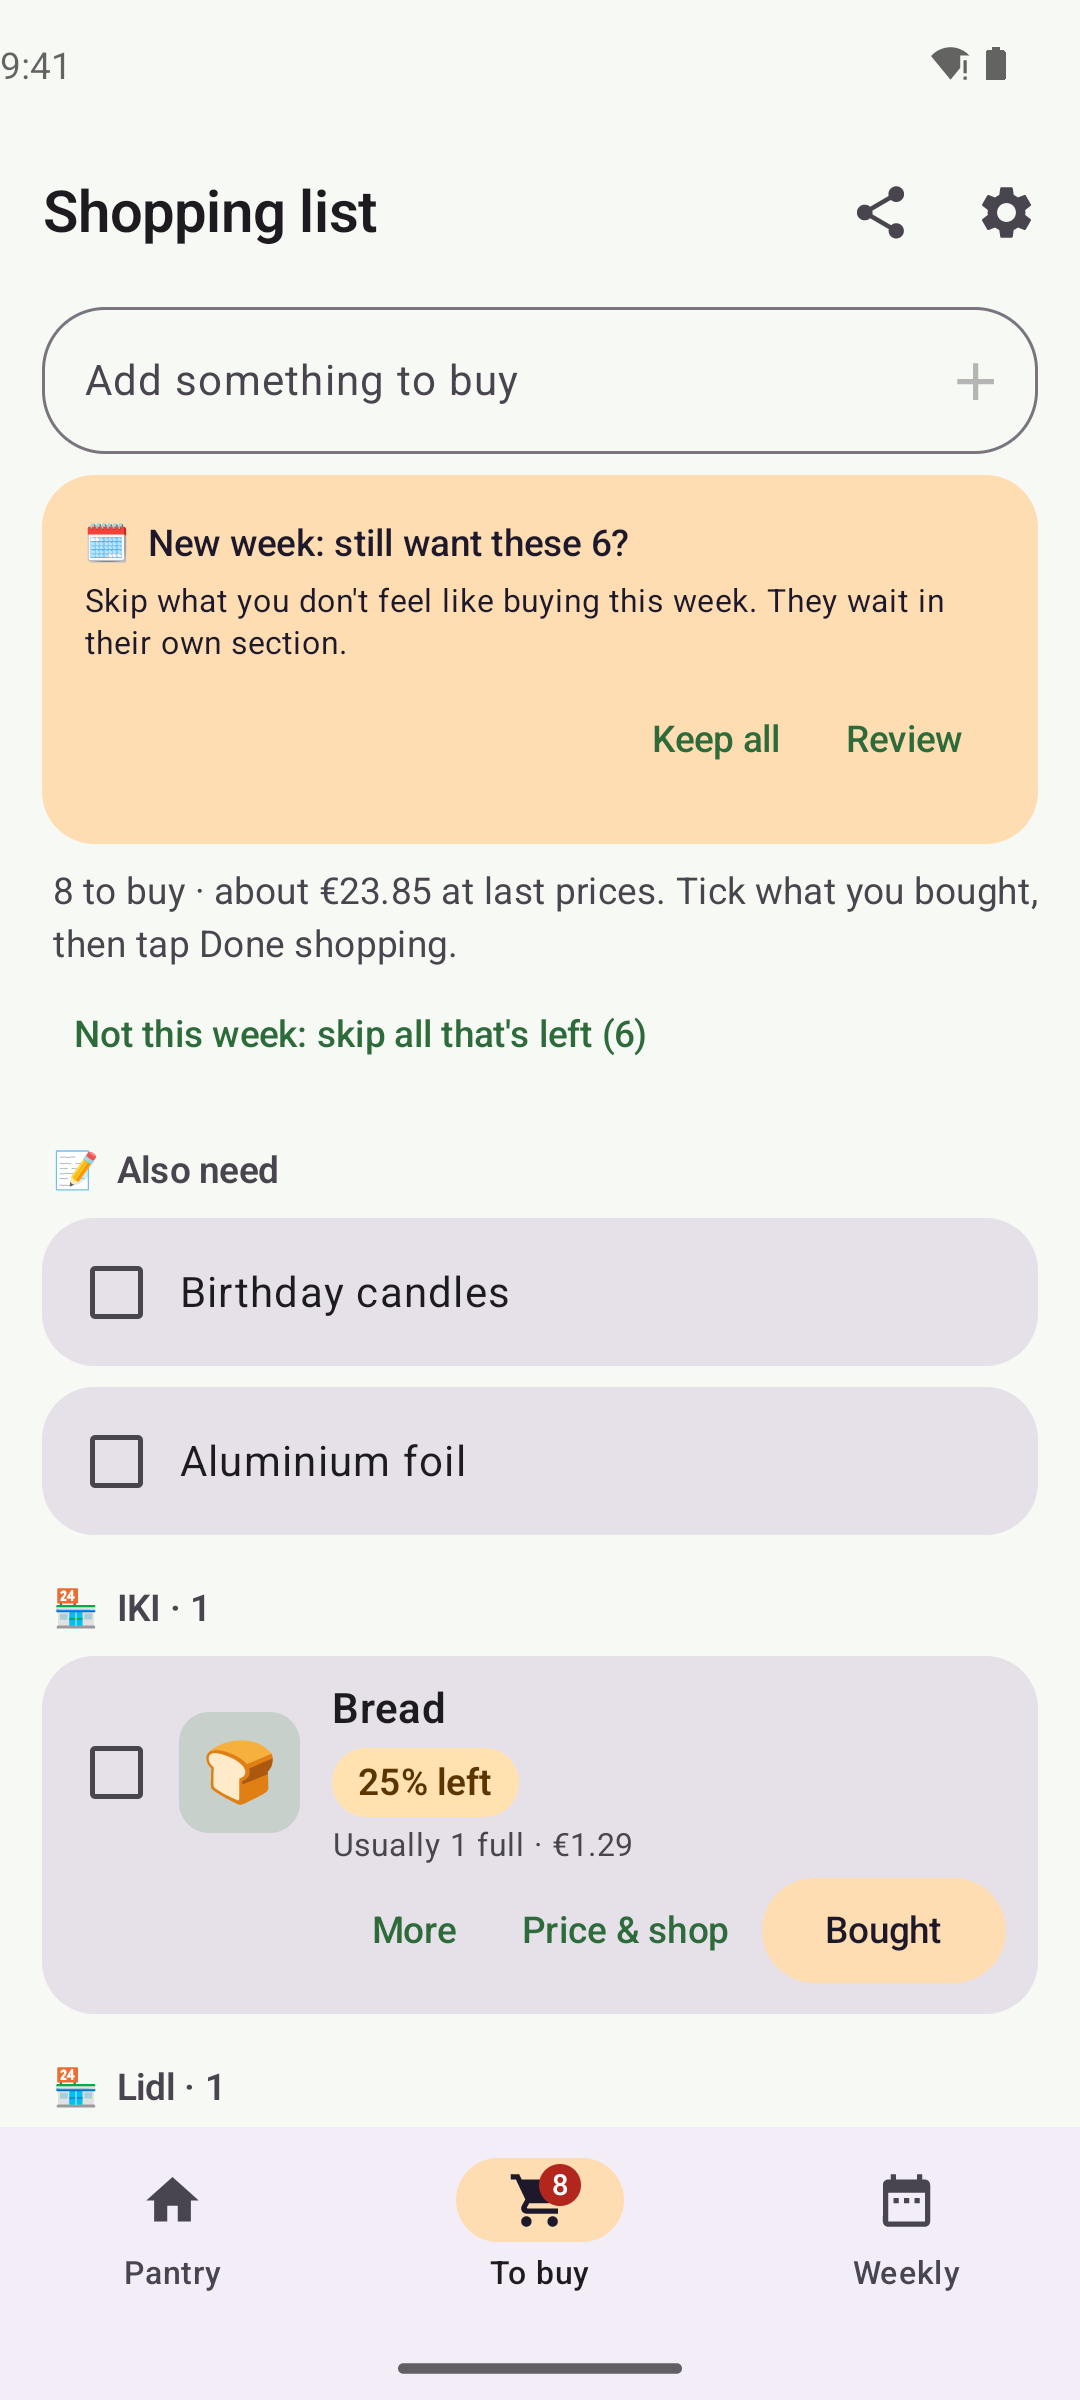 9:41
Shopping list
Add something to buy
New week: still want these 6?
Skip what you don't feel like buying this week. They wait in
their own section.
Keep all Review
8 to buy · about €23.85 at last prices. Tick what you bought,
then tap Done shopping.
Not this week: skip all that's left (6)
Also need
Birthday candles
Aluminium foil
24
IKI · 1
Bread
25% left
Usually 1 full · €1.29
More Price & shop Bought
24
Lidl · 1
8
Pantry To buy Weekly